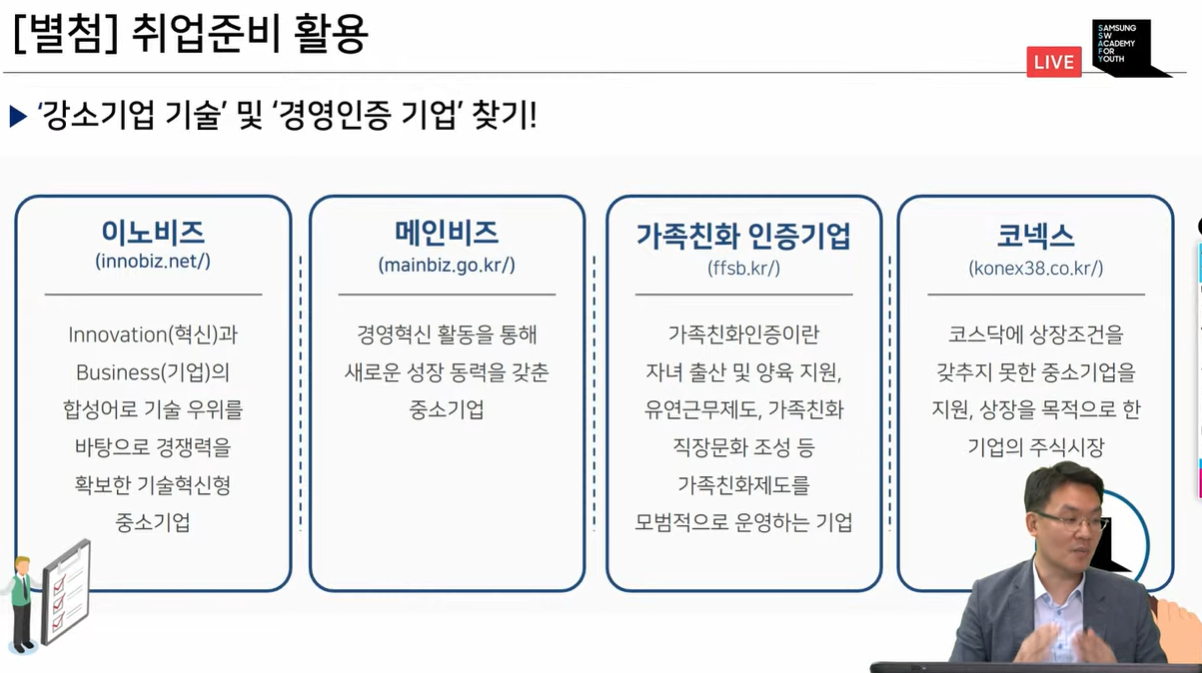 [별첨] 취업준비 활용
LIVE
SAMSUNG
SW
ACADEMY
FOR
YOUTH
▶ ‘강소기업 기술’ 및 ‘경영인증 기업’ 찾기!
이노비즈
(innobiz.net/)
Innovation(혁신)과
Business(기업)의
합성어로 기술 우위를
바탕으로 경쟁력을
확보한 기술혁신형
중소기업
메인비즈
(mainbiz.go.kr/)
경영혁신 활동을 통해
새로운 성장 동력을 갖춘
중소기업
가족친화 인증기업
(ffsb.kr/)
가족친화인증이란
자녀 출산 및 양육 지원,
유연근무제도, 가족친화
직장문화 조성 등
가족친화제도를
모범적으로 운영하는 기업
코넥스
(konex38.co.kr/)
코스닥에 상장조건을
갖추지 못한 중소기업을
지원, 상장을 목적으로 한
기업의 주식시장